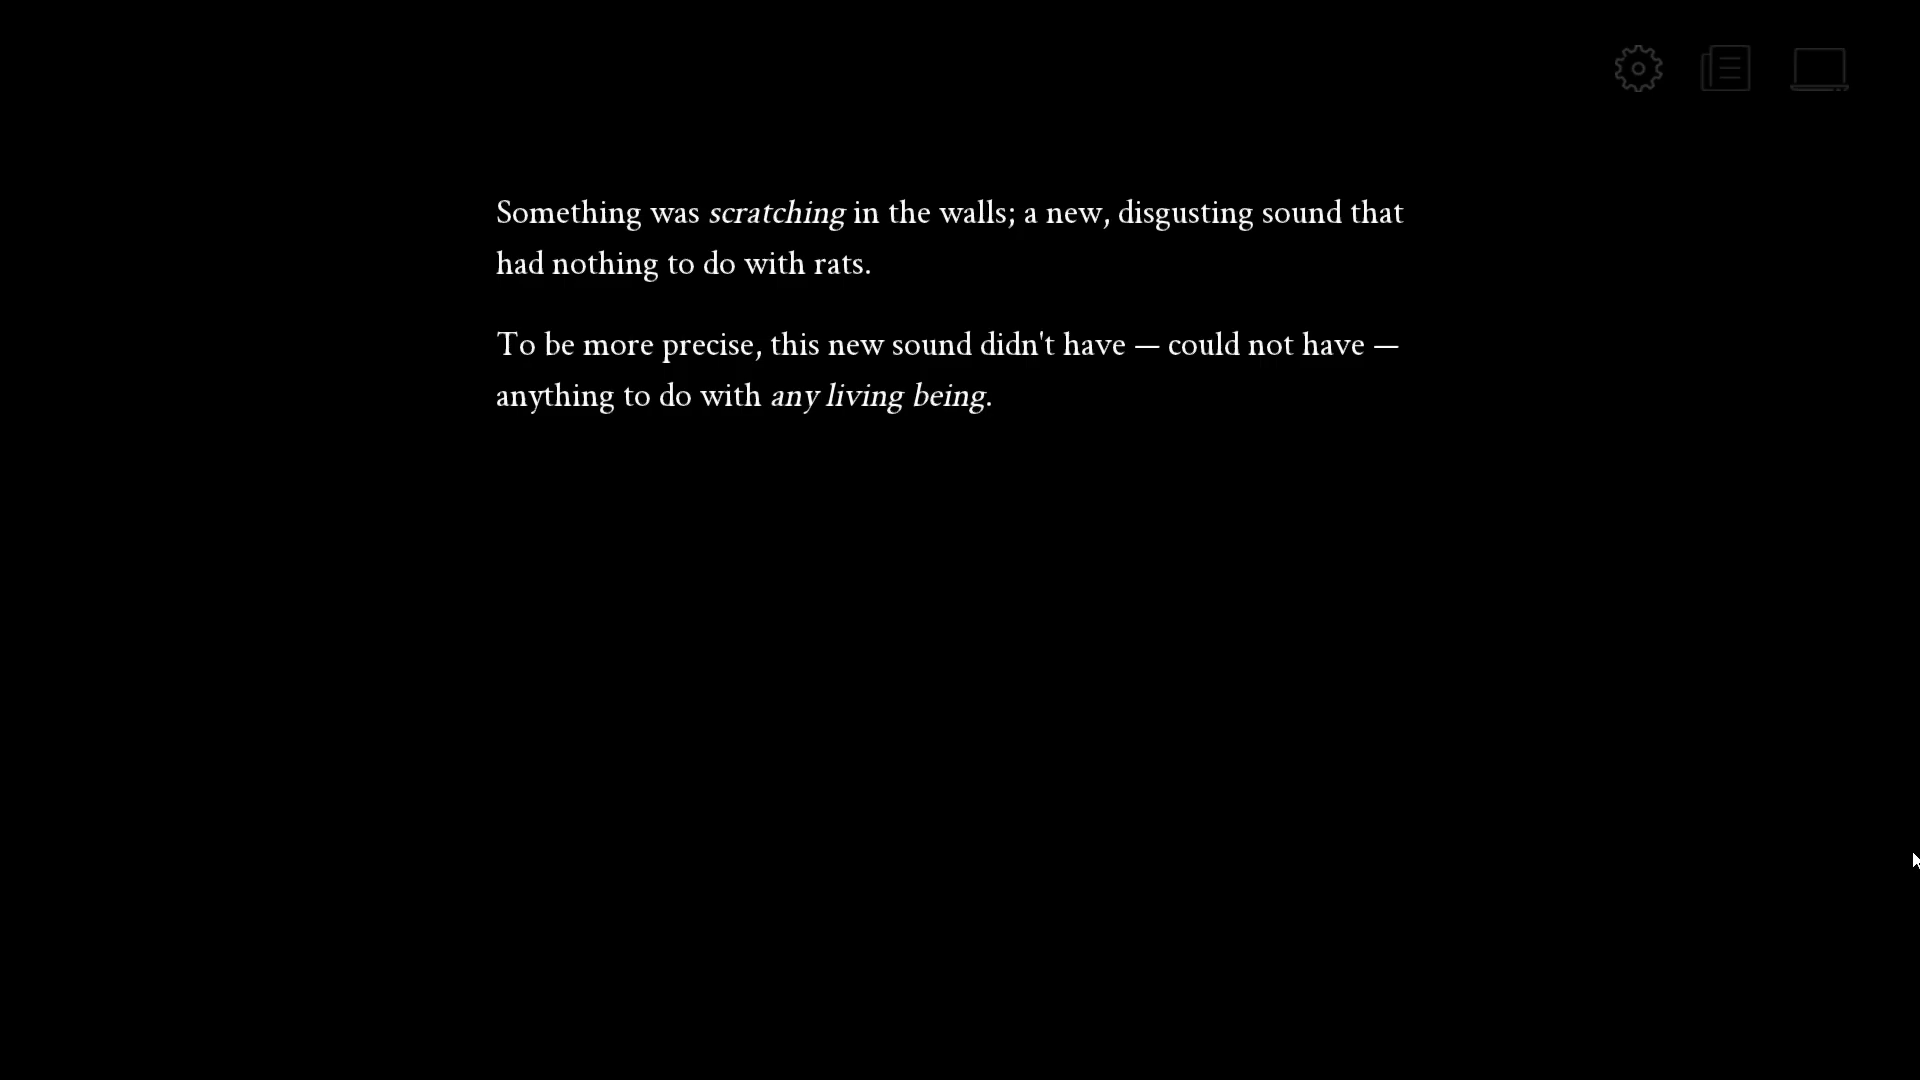 Something was scratching in the walls; a new, disgusting sound that
had nothing to do with rats.
To be more precise, this new sound didn't have — could not have —
anything to do with any living being.